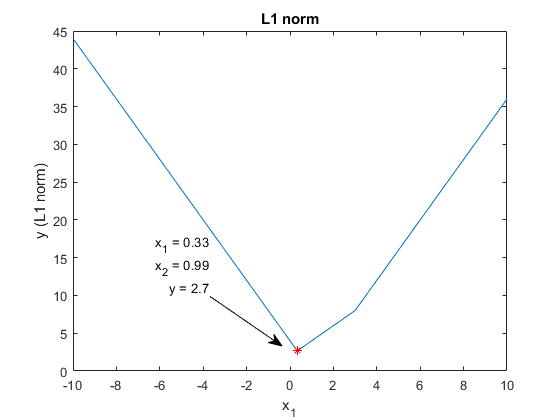 L1 norm
45
40
35
30
25
20
15
10
5
0
y (L1 norm)
x₁ = 0.33
x₂ = 0.99
y = 2.7
-10 -8 -6 -4 -2 0 2 4 6 8 10
x₁